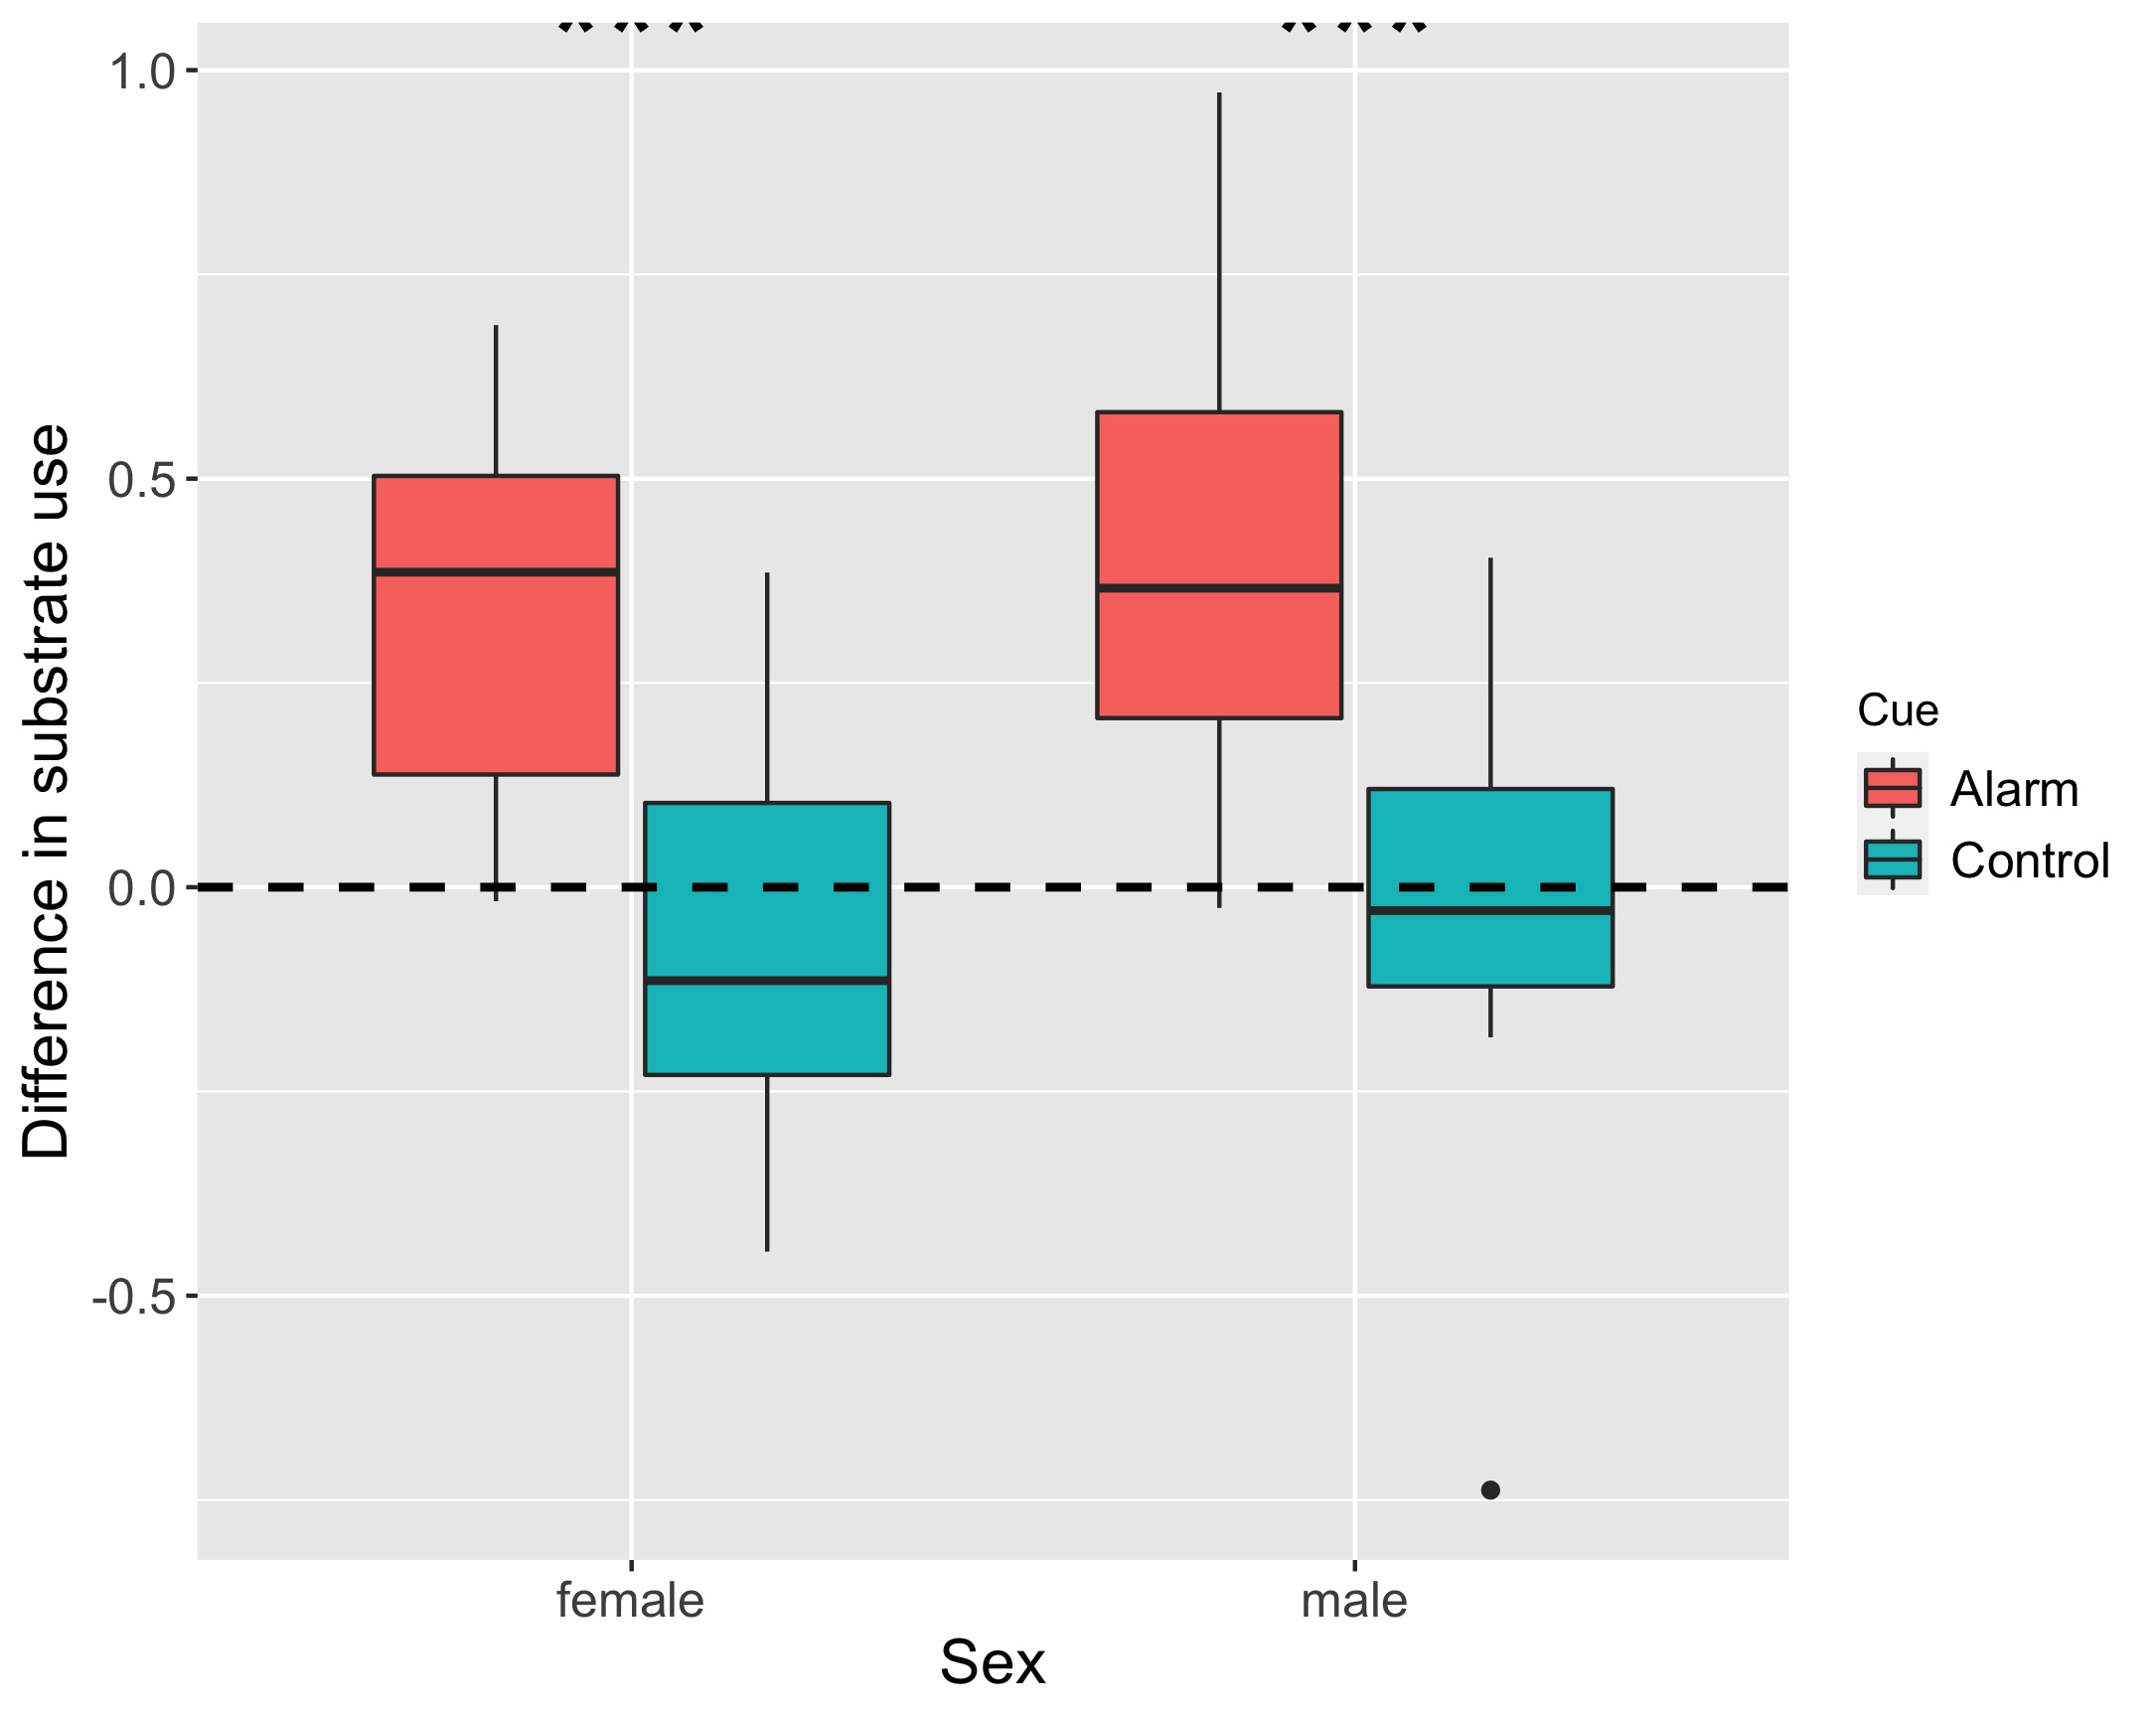 Difference in substrate use
1.0
0.5
0.0
-0.5
female
male
Sex
Cue
Alarm
Control